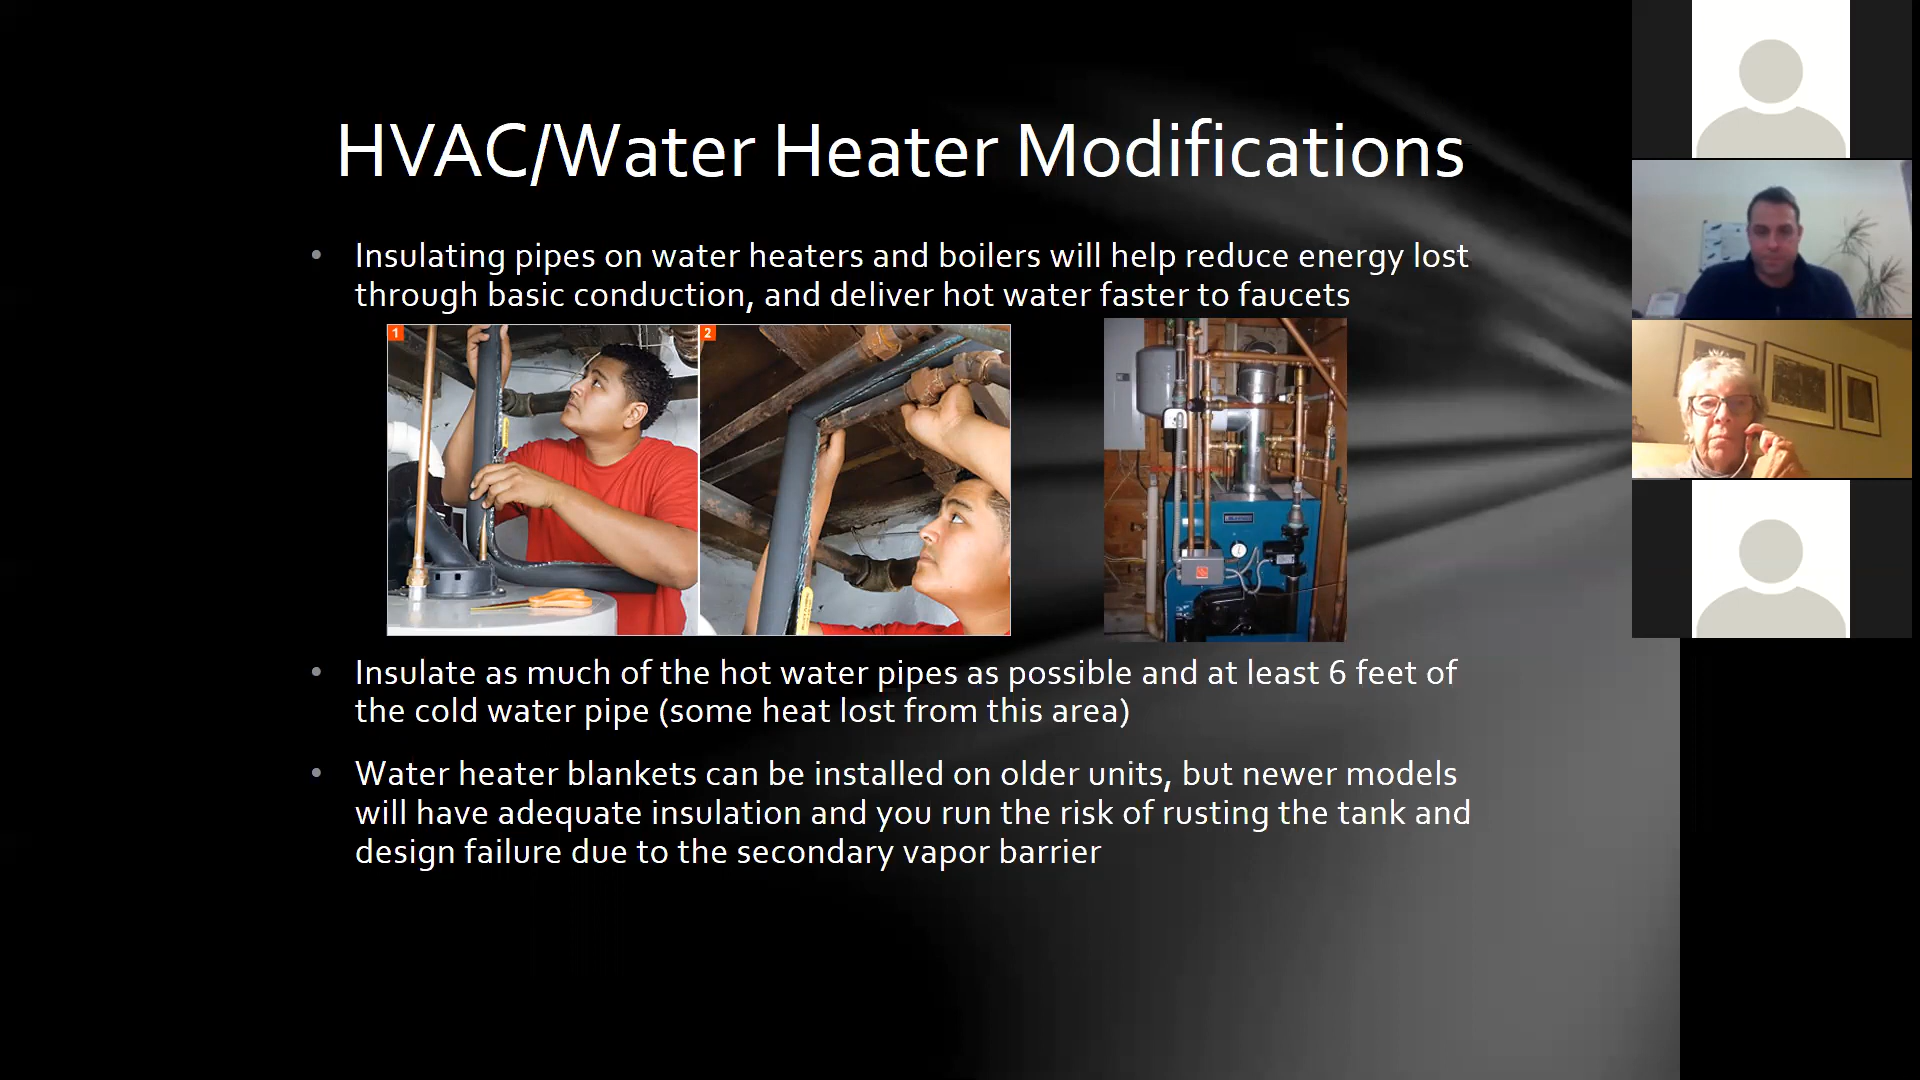 HVAC/Water Heater Modifications
• Insulating pipes on water heaters and boilers will help reduce energy lost
through basic conduction, and deliver hot water faster to faucets
1
2
• Insulate as much of the hot water pipes as possible and at least 6 feet of
the cold water pipe (some heat lost from this area)
• Water heater blankets can be installed on older units, but newer models
will have adequate insulation and you run the risk of rusting the tank and
design failure due to the secondary vapor barrier